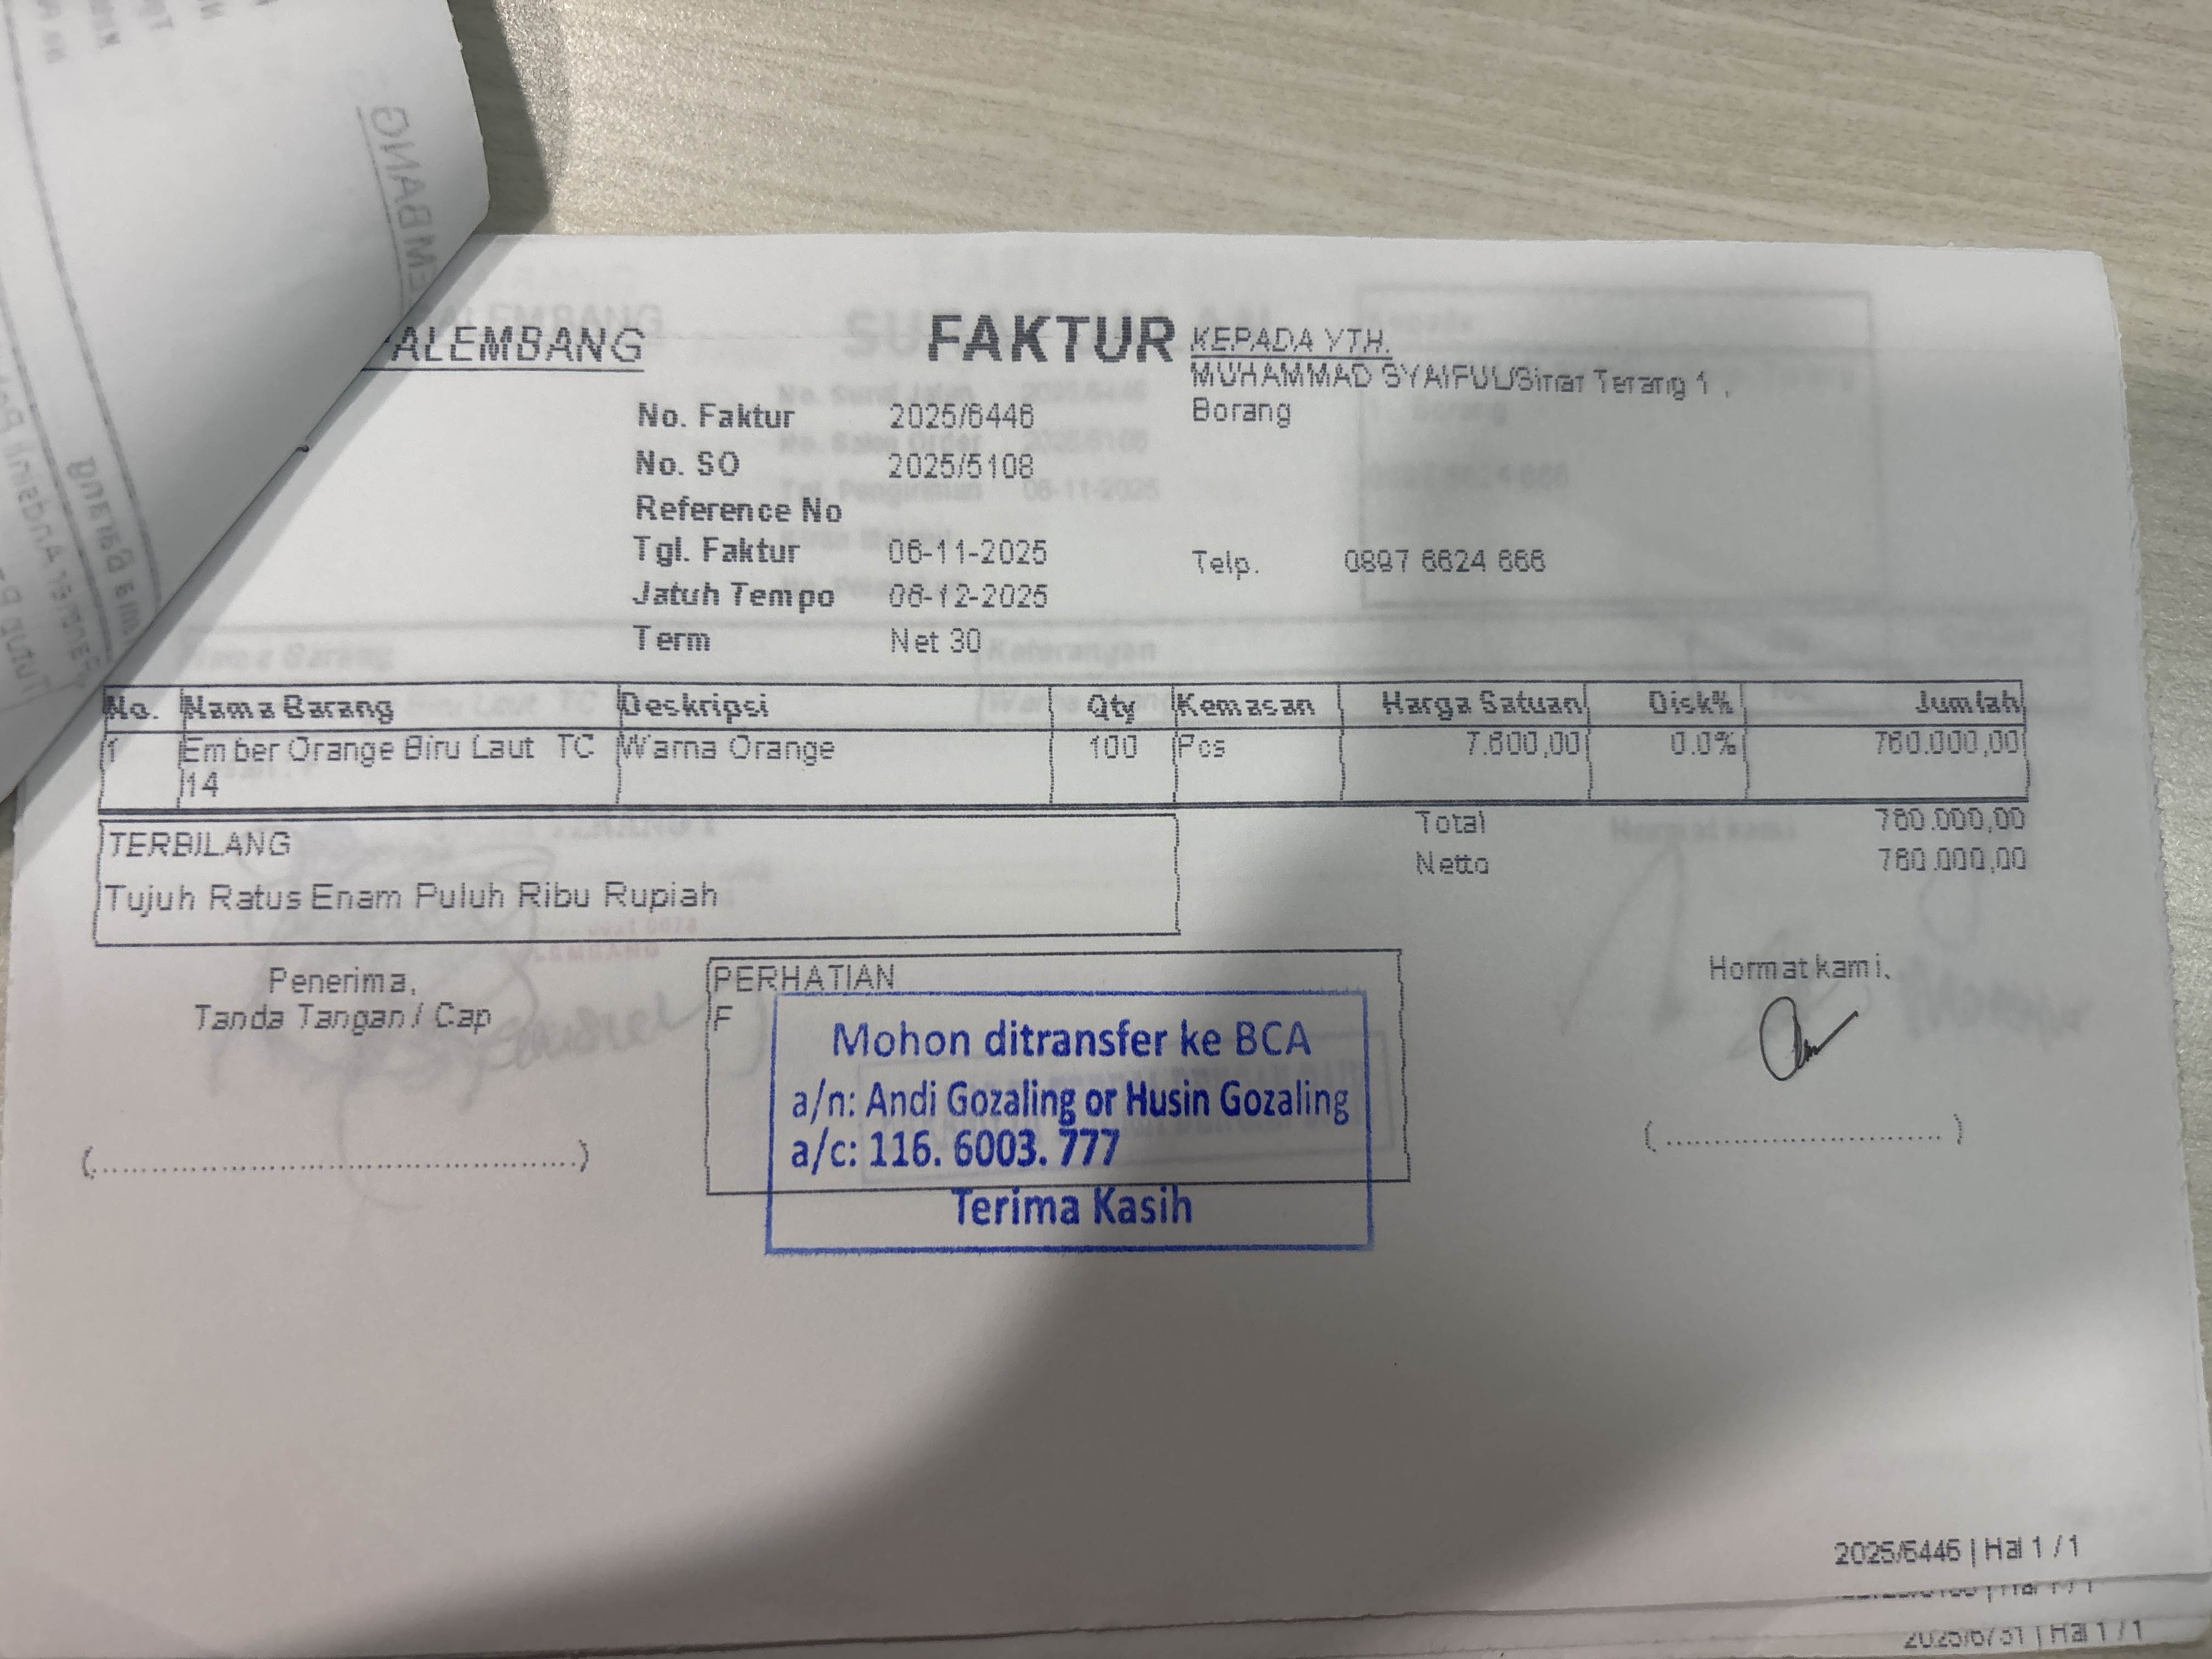 ALEMBANG
FAKTUR
KEPADA YTH.
MUHAMMAD SYAIFUL/Sinar Terang 1 ,
Borang
No. Faktur 2025/6446
No. SO 2025/5108
Reference No
Tgl. Faktur 06-11-2025
Telp. 0897 6624 666
Jatuh Tempo 06-12-2025
Term Net 30
No. Nama Barang Deskripsi Qty Kemasan Harga Satuan Disk% Jumlah
1 Ember Orange Biru Laut TC Warna Orange 100 Pcs 7.600,00 0.0% 760.000,00
14
Total 760.000,00
Netto 760.000,00
TERBILANG
Tujuh Ratus Enam Puluh Ribu Rupiah
Penerima,
Tanda Tangan / Cap
PERHATIAN
F
Hormat kami,
Mohon ditransfer ke BCA
a/n: Andi Gozaling or Husin Gozaling
a/c: 116. 6003. 777
Terima Kasih
(................................................)
( ............................ )
2025/6446 | Hal 1 / 1
2025/6731 | Hal 1 / 1